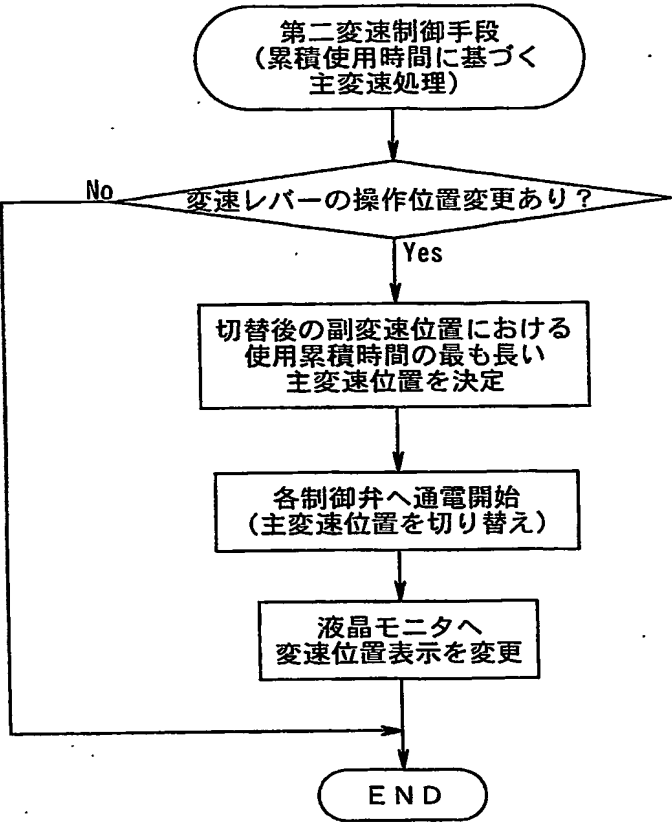 第二変速制御手段
(累積使用時間に基づく
主変速処理)
No
変速レバーの操作位置変更あり?
Yes
切替後の副変速位置における
使用累積時間の最も長い
主変速位置を決定
各制御弁へ通電開始
(主変速位置を切り替え)
液晶モニタへ
変速位置表示を変更
END